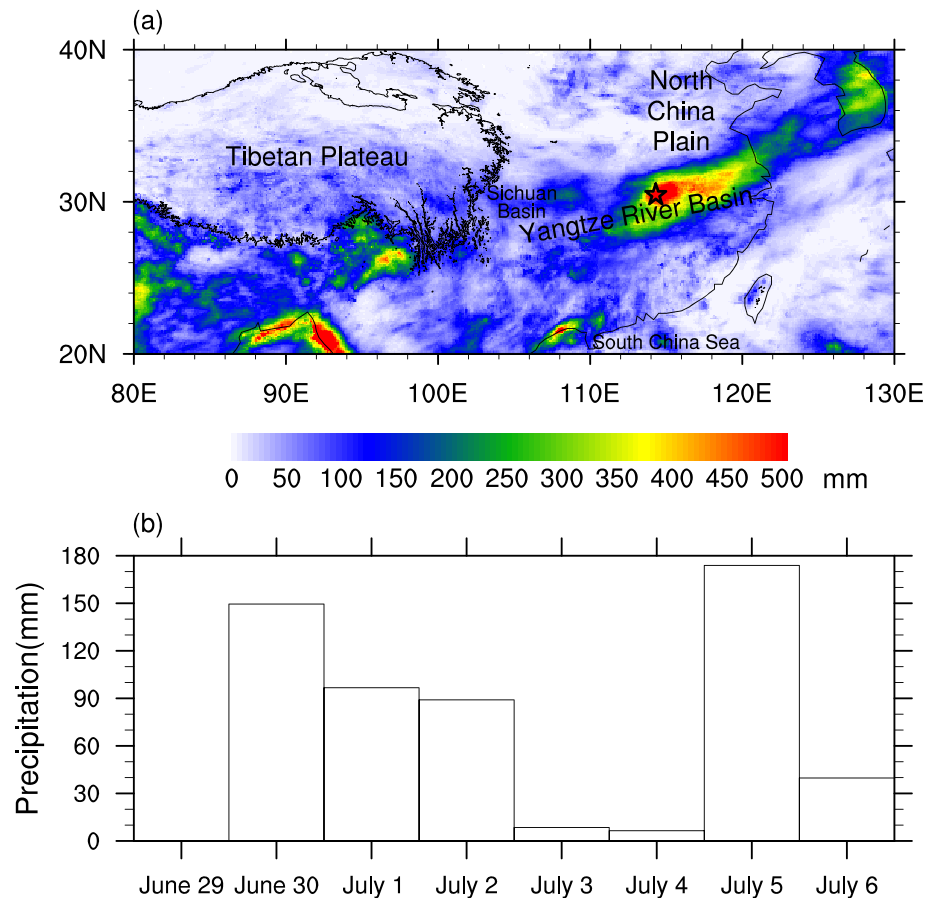 (a)
40N
30N
20N
North
China
Plain
Tibetan Plateau
Sichuan
Basin
Yangtze River Basin
South China Sea
80E 90E 100E 110E 120E 130E
0 50 100 150 200 250 300 350 400 450 500 mm
(b)
Precipitation(mm)
180
150
120
90
60
30
0
June 29 June 30 July 1 July 2 July 3 July 4 July 5 July 6